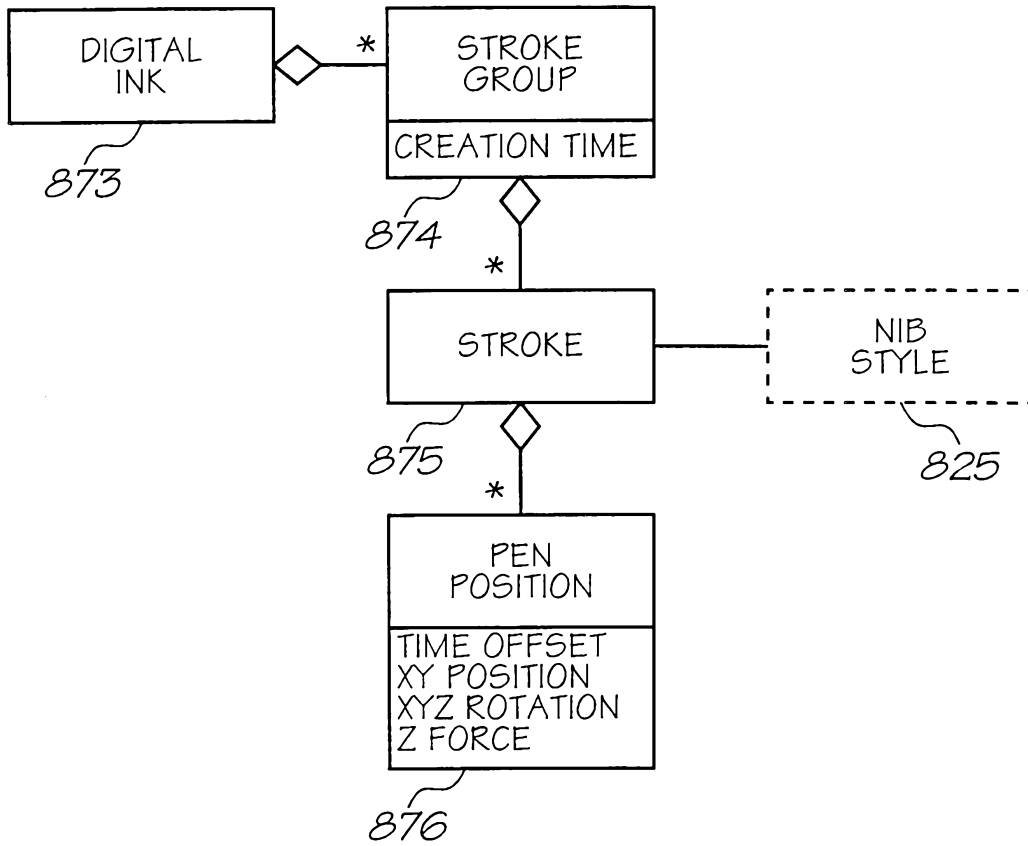 DIGITAL
INK
*
STROKE
GROUP
CREATION TIME
873
874
*
STROKE
NIB
STYLE
875
825
*
PEN
POSITION
TIME OFFSET
XY POSITION
XYZ ROTATION
Z FORCE
876